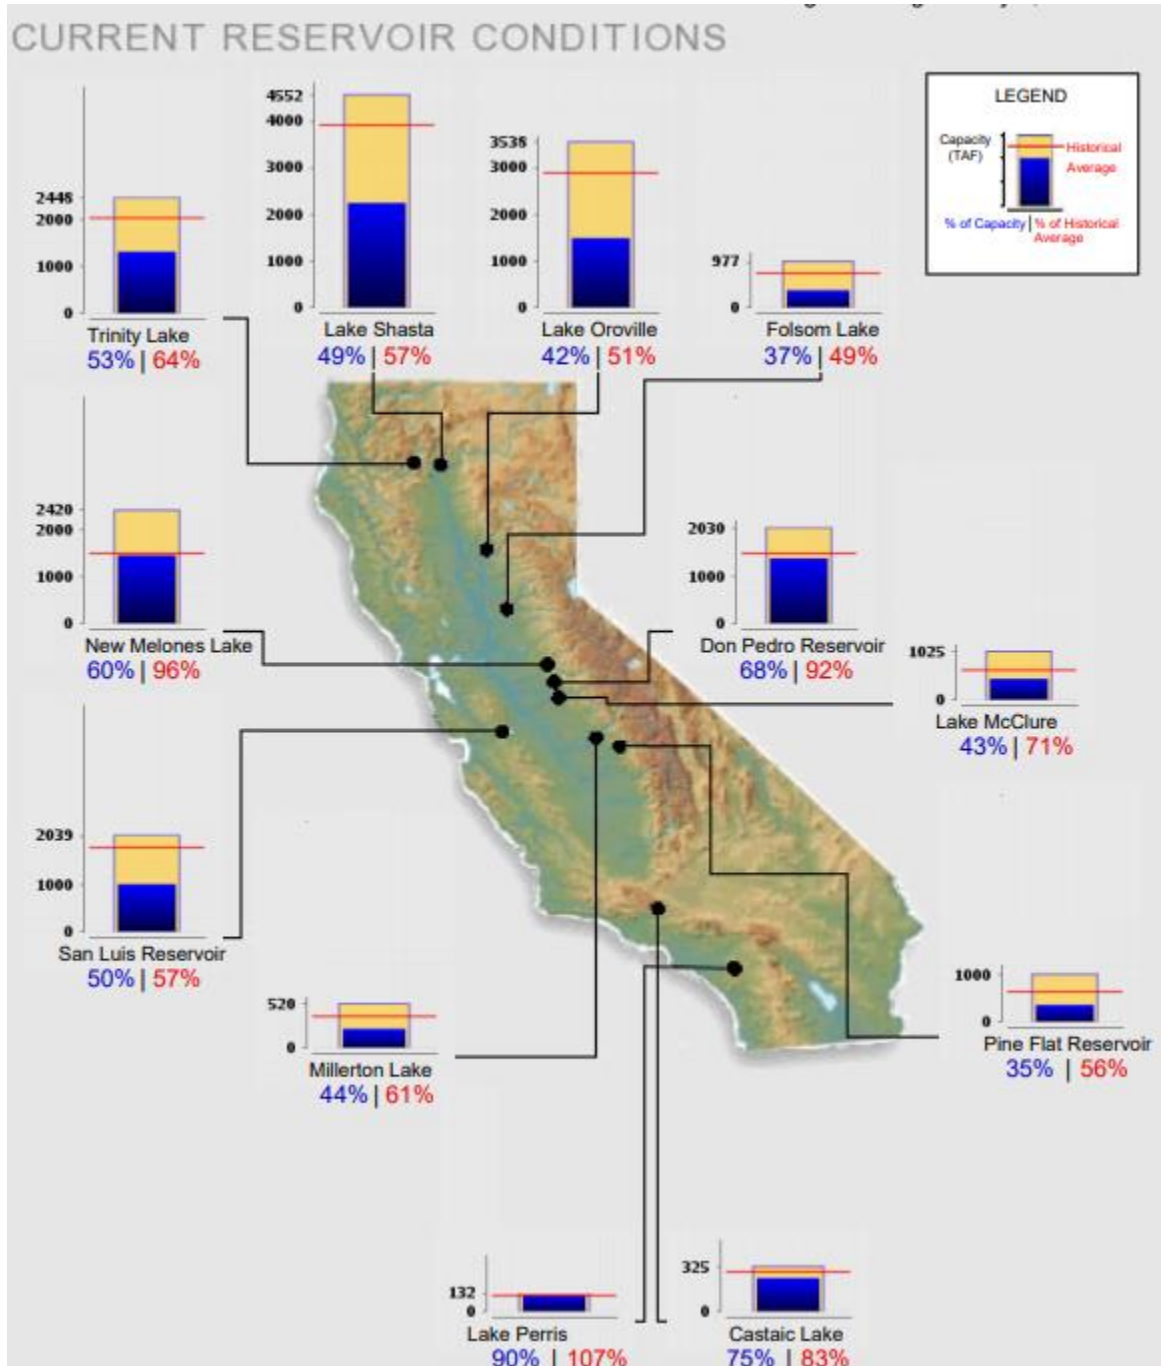 CURRENT RESERVOIR CONDITIONS
LEGEND
Capacity
(TAF)
Historical
Average
% of Capacity | % of Historical
Average
2448
2000
1000
0
Trinity Lake
53% | 64%
4552
4000
3000
2000
1000
0
Lake Shasta
49% | 57%
3538
3000
2000
1000
0
Lake Oroville
42% | 51%
977
0
Folsom Lake
37% | 49%
2420
2000
1000
0
New Melones Lake
60% | 96%
2030
1000
0
Don Pedro Reservoir
68% | 92%
1025
0
Lake McClure
43% | 71%
2039
1000
0
San Luis Reservoir
50% | 57%
520
0
Millerton Lake
44% | 61%
1000
0
Pine Flat Reservoir
35% | 56%
132
0
Lake Perris
90% | 107%
325
0
Castaic Lake
75% | 83%